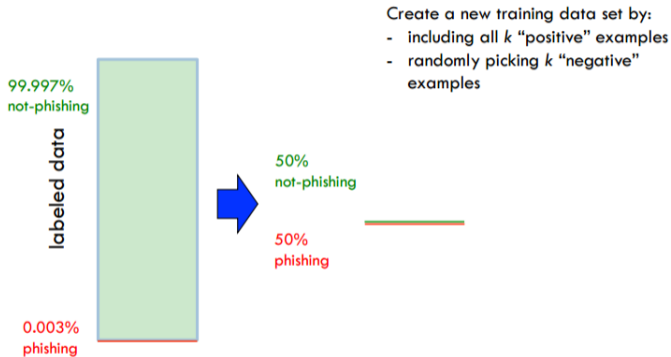 Create a new training data set by:
- including all k “positive” examples
- randomly picking k “negative”
examples
99.997%
not-phishing
labeled data
0.003%
phishing
50%
not-phishing
50%
phishing